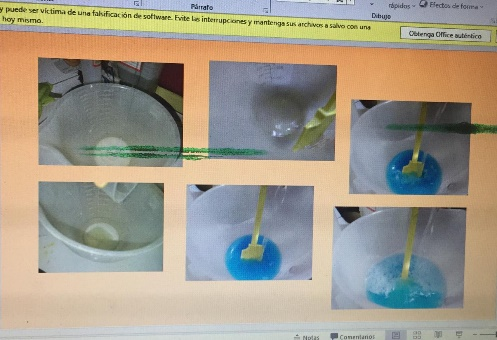 Párrafo
rápidos
Efectos de forma
Dibujo
y puede ser víctima de una falsificación de software. Evite las interrupciones y mantenga sus archivos a salvo con una
hoy mismo.
Obtenga Office auténtico
Notas
Comentarios